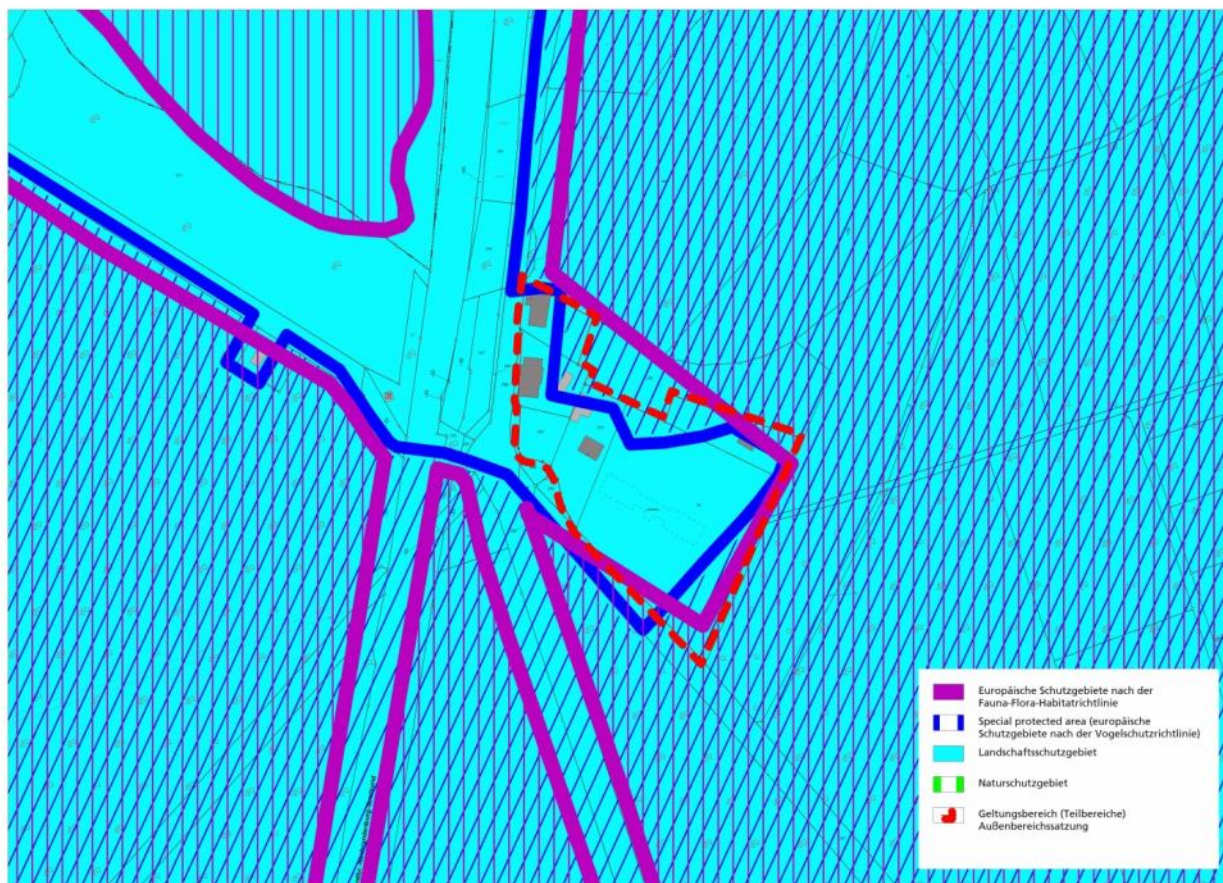 Europäische Schutzgebiete nach der
Fauna-Flora-Habitatrichtlinie
Special protected area (europäische
Schutzgebiete nach der Vogelschutzrichtlinie)
Landschaftsschutzgebiet
Naturschutzgebiet
Geltungsbereich (Teilbereiche)
Außenbereichssatzung